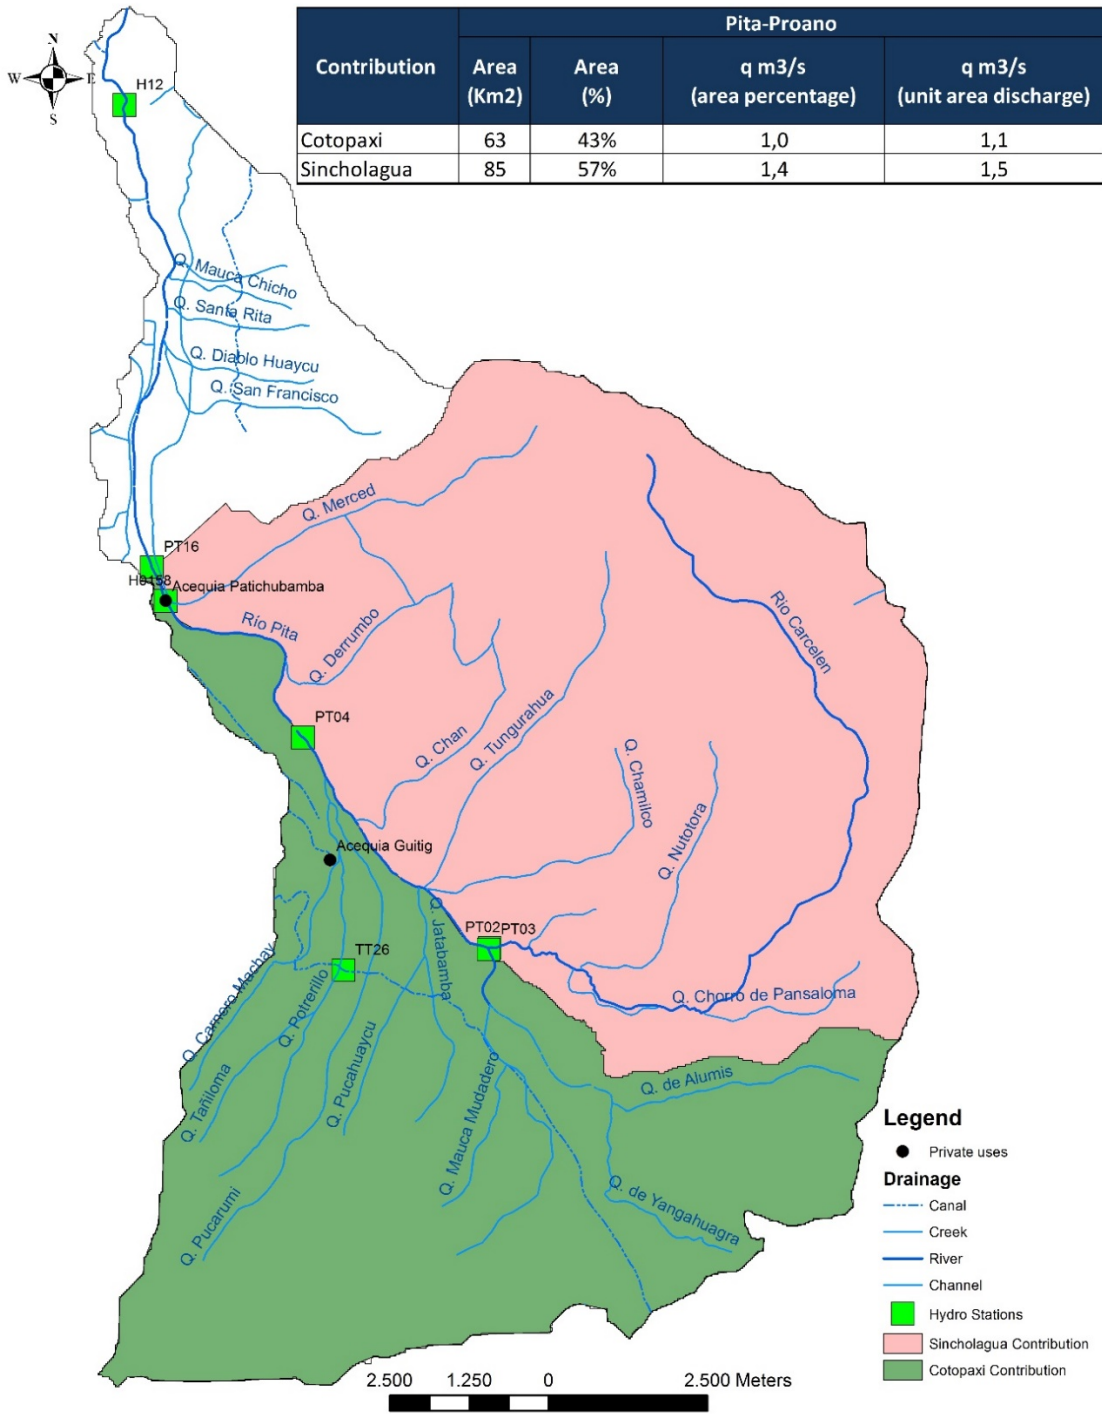 N
W E
S
Pita-Proano
Contribution
Area
(Km2)
Area
(%)
q m3/s
(area percentage)
q m3/s
(unit area discharge)
Cotopaxi 63 43% 1,0 1,1
Sincholagua 85 57% 1,4 1,5
H12
Q. Mauca Chicho
Q. Santa Rita
Q. Diablo Huaycu
Q. San Francisco
Q. Merced
PT16
H0158
Acequia Patichubamba
Río Pita
Q. Derrumbo
Río Carcelen
PT04
Q. Chan
Q. Tungurahua
Q. Chamilco
Q. Nutotora
Acequia Guitig
Q. Jatabamba
PT02
PT03
TT26
Q. Carnero Machay
Q. Potrerillo
Q. Chorro de Pansaloma
Q. Tañiloma
Q. Pucahuaycu
Q. Mauca Mudadero
Q. de Alumis
Q. Pucarumi
Q. de Yangahuagra
Legend
Private uses
Drainage
Canal
Creek
River
Channel
Hydro Stations
Sincholagua Contribution
Cotopaxi Contribution
2.500 1.250 0 2.500 Meters